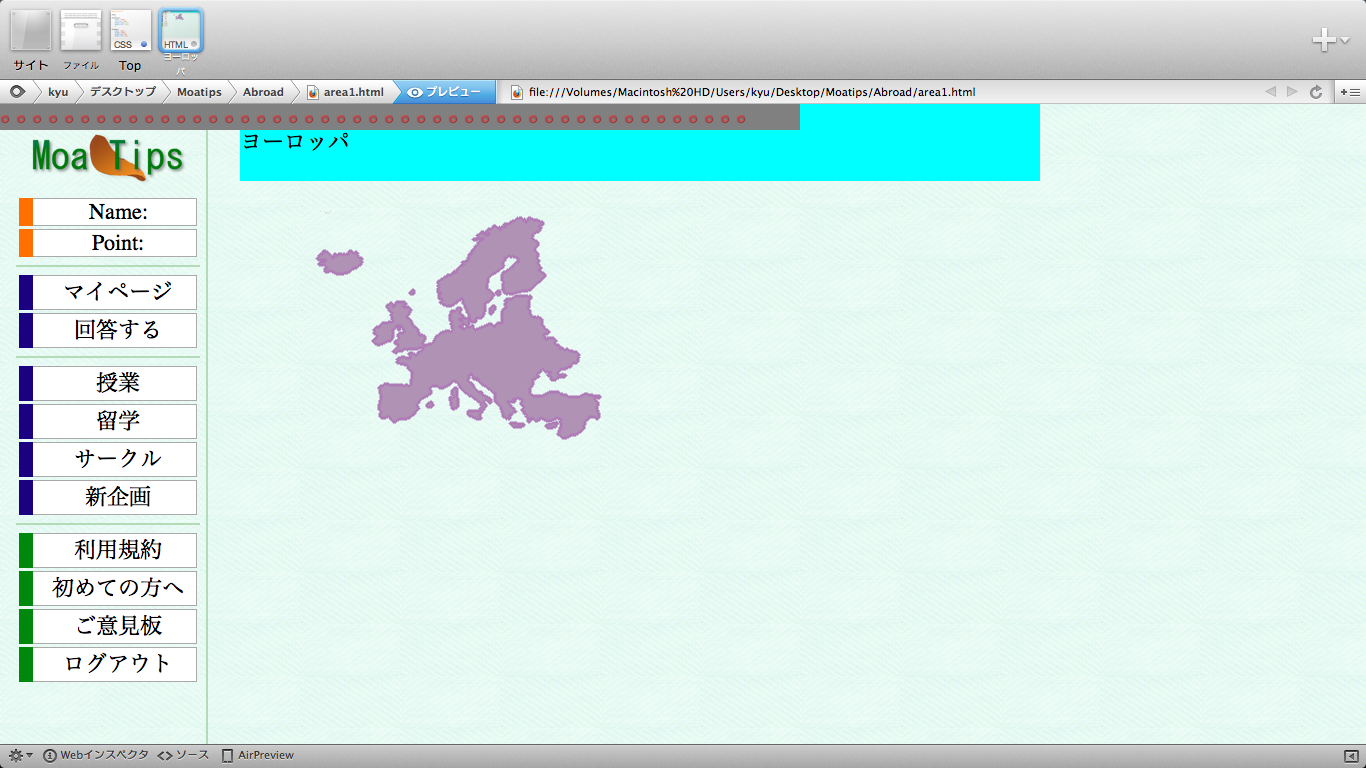 CSS
HTML
サイト
ファイル
Top
ヨーロッパ
kyu
デスクトップ
Moatips
Abroad
area1.html
プレビュー
file:///Volumes/Macintosh%20HD/Users/kyu/Desktop/Moatips/Abroad/area1.html
ヨーロッパ
Moa Tips
Name:
Point:
マイページ
回答する
授業
留学
サークル
新企画
利用規約
初めての方へ
ご意見板
ログアウト
Webインスペクタ
ソース
AirPreview